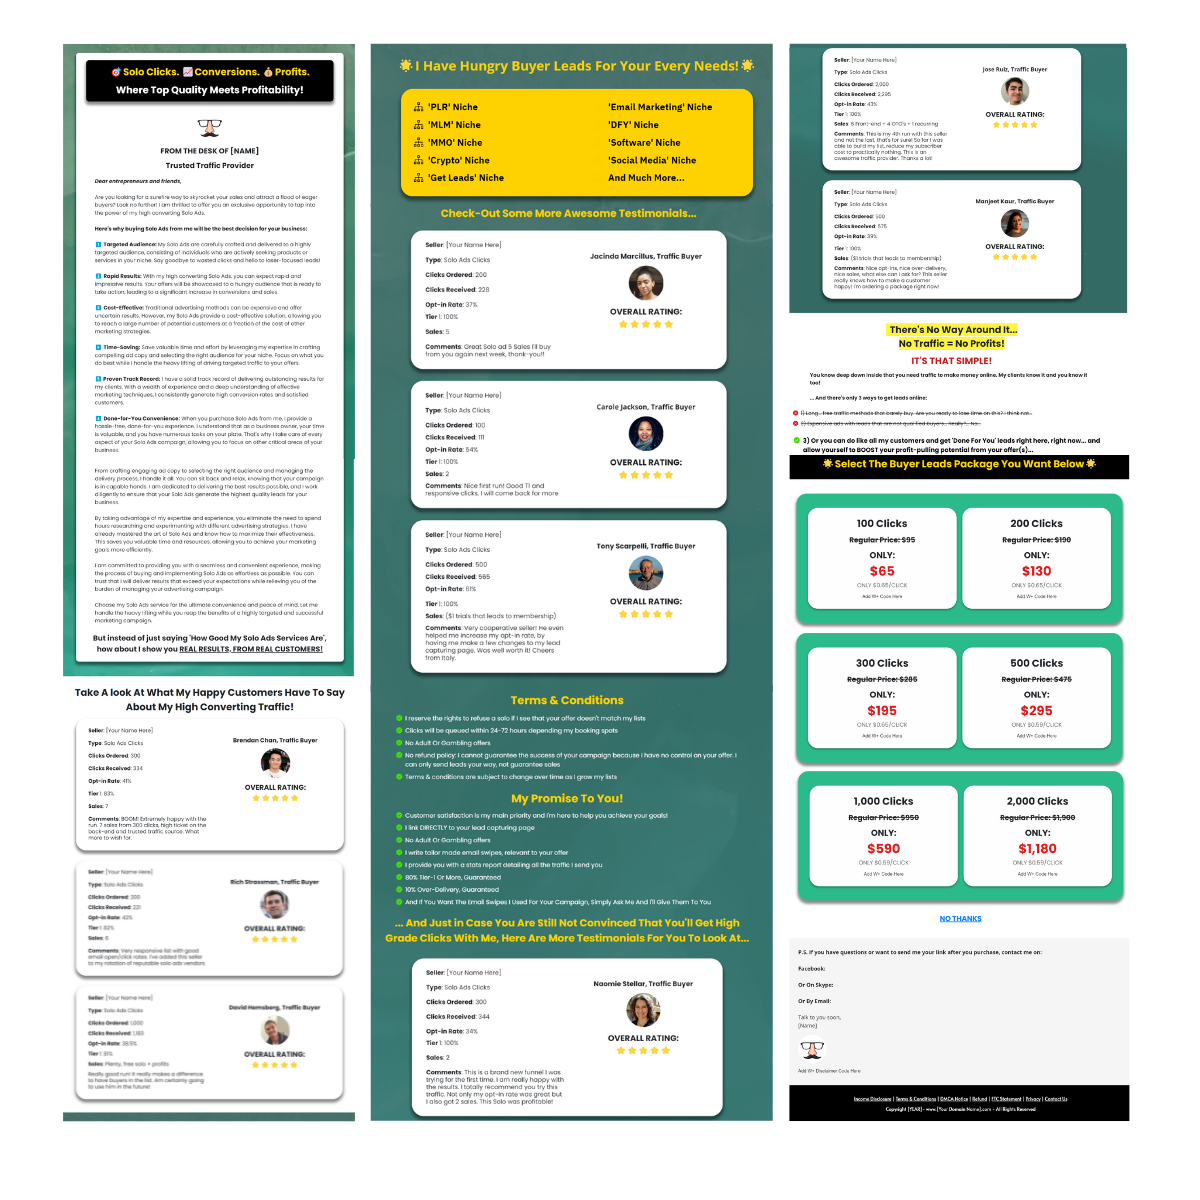 Solo Clicks. Conversions. Profits.
Where Top Quality Meets Profitability!
FROM THE DESK OF [NAME]
Trusted Traffic Provider
Dear entrepreneurs and friends,
Are you looking for a surefire way to skyrocket your sales and attract a flood of eager
buyers? Look no further! I am thrilled to offer you an exclusive opportunity to tap into
the power of my high converting Solo Ads.
Here's why buying Solo Ads from me will be the best decision for your business:
1 Targeted Audience: My Solo Ads are carefully crafted and delivered to a highly
targeted audience, consisting of individuals who are actively seeking products or
services in your niche. Say goodbye to wasted clicks and hello to laser-focused leads!
Rapid Results: With my high converting Solo Ads, you can expect rapid and
impressive results. Your offers will be showcased to a hungry audience that is ready to
take action, leading to a significant increase in conversions and sales.
Cost-Effective: Traditional advertising methods can be expensive and offer
uncertain results. However, my Solo Ads provide a cost-effective solution, allowing you
to reach a large number of potential customers at a fraction of the cost of other
marketing strategies.
Time-Saving: Save valuable time and effort by leveraging my expertise in crafting
compelling ad copy and selecting the right audience for your niche. Focus on what you
do best while I handle the heavy lifting of driving targeted traffic to your offers.
Proven Track Record: I have a solid track record of delivering outstanding results for
my clients. With a wealth of experience and a deep understanding of effective
marketing techniques, I consistently generate high conversion rates and satisfied
customers.
Done-for-You Convenience: When you purchase Solo Ads from me, I provide a
hassle-free, done-for-you experience. I understand that as a business owner, your time
is valuable, and you have numerous tasks on your plate. That's why I take care of every
aspect of your Solo Ads campaign, allowing you to focus on other critical areas of your
business.
From crafting engaging ad copy to selecting the right audience and managing the
delivery process, I handle it all. You can sit back and relax, knowing that your campaign
is in capable hands. I am dedicated to delivering the best results possible, and I work
diligently to ensure that your Solo Ads generate the highest quality leads for your
business.
By taking advantage of my expertise and experience, you eliminate the need to spend
hours researching and experimenting with different advertising strategies. I have
already mastered the art of Solo Ads and know how to maximize their effectiveness.
This saves you valuable time and resources, allowing you to achieve your marketing
goals more efficiently.
I am committed to providing you with a seamless and convenient experience, making
the process of buying and implementing Solo Ads as effortless as possible. You can
trust that I will deliver results that exceed your expectations while relieving you of the
burden of managing your advertising campaign.
Choose my Solo Ads service for the ultimate convenience and peace of mind. Let me
handle the heavy lifting while you reap the benefits of a highly targeted and successful
marketing campaign.
But instead of just saying 'How Good My Solo Ads Services Are',
how about I show you REAL RESULTS, FROM REAL CUSTOMERS!
Take A look At What My Happy Customers Have To Say
About My High Converting Traffic!
Seller: [Your Name Here]
Type: Solo Ads Clicks
Clicks Ordered: 300
Clicks Received: 334
Opt-in Rate: 41%
Tier 1: 83%
Sales: 7
Comments: BOOM! Extremely happy with the
run. 7 sales from 300 clicks, high ticket on the
back-end and trusted traffic source. What
more to wish for.
Brendan Chan, Traffic Buyer
OVERALL RATING:
Seller: [Your Name Here]
Type: Solo Ads Clicks
Clicks Ordered: 200
Clicks Received: 221
Opt-in Rate: 42%
Tier 1: 92%
Sales: 6
Comments: Very responsive list with good
email open/click rates. I've added this seller
to my rotation of reputable solo ads vendors
Rich Strassman, Traffic Buyer
OVERALL RATING:
Seller: [Your Name Here]
Type: Solo Ads Clicks
Clicks Ordered: 1,000
Clicks Received: 1,183
Opt-in Rate: 38.5%
Tier 1: 91%
Sales: Plenty, free solo + profits
Really good run! It really makes a difference
to have buyers in the list. Am certainly going
to use him in the future!
David Hemsberg, Traffic Buyer
OVERALL RATING:
I Have Hungry Buyer Leads For Your Every Needs!
'PLR' Niche
'MLM' Niche
'MMO' Niche
'Crypto' Niche
'Get Leads' Niche
'Email Marketing' Niche
'DFY' Niche
'Software' Niche
'Social Media' Niche
And Much More...
Check-Out Some More Awesome Testimonials...
Seller: [Your Name Here]
Type: Solo Ads Clicks
Clicks Ordered: 200
Clicks Received: 228
Opt-in Rate: 37%
Tier 1: 100%
Sales: 5
Comments: Great Solo ad 5 Sales I'll buy
from you again next week, thank-you!!
Jacinda Marcillus, Traffic Buyer
OVERALL RATING:
Seller: [Your Name Here]
Type: Solo Ads Clicks
Clicks Ordered: 100
Clicks Received: 111
Opt-in Rate: 54%
Tier 1: 100%
Sales: 2
Comments: Nice first run! Good T1 and
responsive clicks. I will come back for more
Carole Jackson, Traffic Buyer
OVERALL RATING:
Seller: [Your Name Here]
Type: Solo Ads Clicks
Clicks Ordered: 500
Clicks Received: 565
Opt-in Rate: 61%
Tier 1: 100%
Sales: ($1 trials that leads to membership)
Comments: Very cooperative seller! He even
helped me increase my opt-in rate, by
having me make a few changes to my lead
capturing page. Was well worth it! Cheers
from Italy.
Tony Scarpelli, Traffic Buyer
OVERALL RATING:
Terms & Conditions
I reserve the rights to refuse a solo if I see that your offer doesn't match my lists
Clicks will be queued within 24-72 hours depending my booking spots
No Adult Or Gambling offers
No refund policy: I cannot guarantee the success of your campaign because I have no control on your offer. I
can only send leads your way, not guarantee sales
Terms & conditions are subject to change over time as I grow my lists
My Promise To You!
Customer satisfaction is my main priority and I'm here to help you achieve your goals!
I link DIRECTLY to your lead capturing page
No Adult Or Gambling offers
I write tailor made email swipes, relevant to your offer
I provide you with a stats report detailing all the traffic I send you
80% Tier-1 Or More, Guaranteed
10% Over-Delivery, Guaranteed
And If You Want The Email Swipes I Used For Your Campaign, Simply Ask Me And I'll Give Them To You
... And Just in Case You Are Still Not Convinced That You'll Get High
Grade Clicks With Me, Here Are More Testimonials For You To Look At...
Seller: [Your Name Here]
Type: Solo Ads Clicks
Clicks Ordered: 300
Clicks Received: 344
Opt-in Rate: 34%
Tier 1: 100%
Sales: 2
Comments: This is a brand new funnel I was
trying for the first time. I am really happy with
the results. I totally recommend you try this
traffic. Not only my opt-in rate was great but
I also got 2 sales. This Solo was profitable!
Naomie Stellar, Traffic Buyer
OVERALL RATING:
Seller: [Your Name Here]
Type: Solo Ads Clicks
Clicks Ordered: 2,000
Clicks Received: 2,295
Opt-in Rate: 43%
Tier 1: 100%
Sales: 6 Front-end + 4 OTO's + 1 recurring
Comments: This is my 4th run with this seller
and not the last, that's for sure! So far I was
able to build my list, reduce my subscriber
cost to practically nothing. This is an
awesome traffic provider. Thanks a lot!
Jose Ruiz, Traffic Buyer
OVERALL RATING:
Seller: [Your Name Here]
Type: Solo Ads Clicks
Clicks Ordered: 500
Clicks Received: 575
Opt-in Rate: 39%
Tier 1: 100%
Sales: ($1 trials that leads to membership)
Comments: Nice opt-ins, nice over-delivery,
nice sales, what else can I ask for? This seller
really knows how to make a customer
happy! I'm ordering a package right now!
Manjeet Kaur, Traffic Buyer
OVERALL RATING:
There's No Way Around It...
No Traffic = No Profits!
IT'S THAT SIMPLE!
You know deep down inside that you need traffic to make money online. My clients know it and you know it
too!
... And there's only 3 ways to get leads online:
1) Long... free traffic methods that barely buy. Are you ready to lose time on this? I think not...
2) Expensive ads with leads that are not qualified buyers... Really?... No...
3) Or you can do like all my customers and get 'Done For You' leads right here, right now... and
allow yourself to BOOST your profit-pulling potential from your offer(s)...
Select The Buyer Leads Package You Want Below
100 Clicks
Regular Price: $95
ONLY:
$65
ONLY $0.65/CLICK
Add W+ Code Here
200 Clicks
Regular Price: $190
ONLY:
$130
ONLY $0.65/CLICK
Add W+ Code Here
300 Clicks
Regular Price: $285
ONLY:
$195
ONLY $0.65/CLICK
Add W+ Code Here
500 Clicks
Regular Price: $475
ONLY:
$295
ONLY $0.59/CLICK
Add W+ Code Here
1,000 Clicks
Regular Price: $950
ONLY:
$590
ONLY $0.59/CLICK
Add W+ Code Here
2,000 Clicks
Regular Price: $1,900
ONLY:
$1,180
ONLY $0.59/CLICK
Add W+ Code Here
NO THANKS
P.S. If you have questions or want to send me your link after you purchase, contact me on:
Facebook:
Or On Skype:
Or By Email:
Talk to you soon,
[Name]
Add W+ Disclaimer Code Here
Income Disclosure | Terms & Conditions | DMCA Notice | Refund | FTC Statement | Privacy | Contact Us
Copyright [YEAR] - www.[Your Domain Name].com - All Rights Reserved